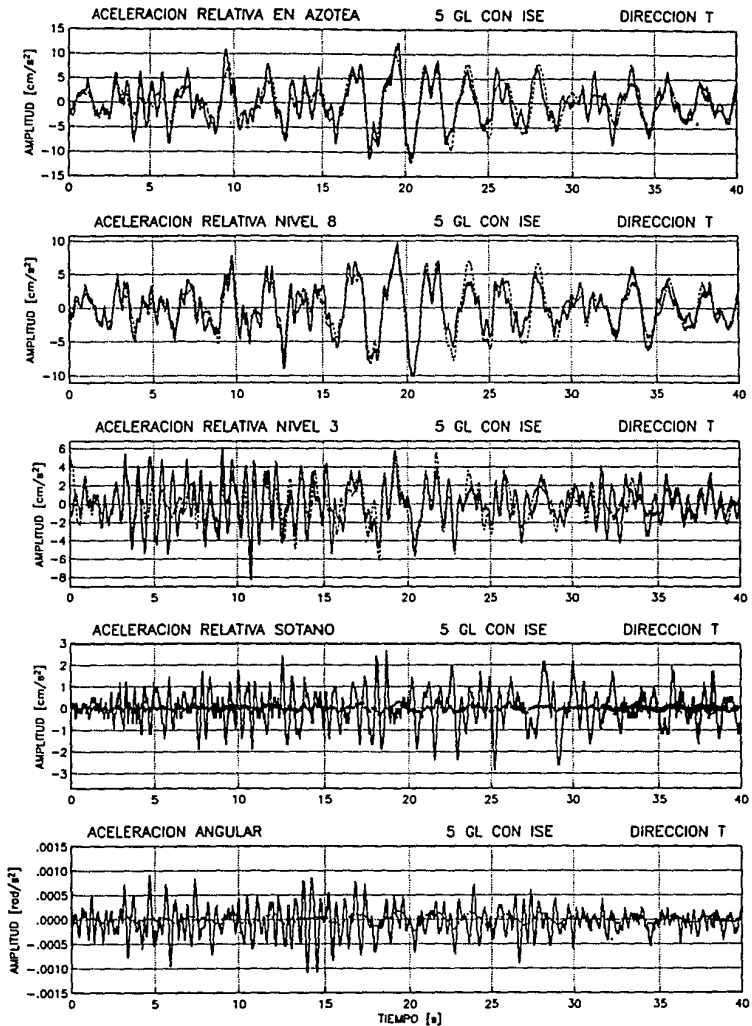 ACELERACION RELATIVA EN AZOTEA 5 GL CON ISE DIRECCION T
AMPLITUD [cm/s²]
15
10
5
0
-5
-10
-15
0 5 10 15 20 25 30 35 40
ACELERACION RELATIVA NIVEL 8 5 GL CON ISE DIRECCION T
AMPLITUD [cm/s²]
10
5
0
-5
-10
0 5 10 15 20 25 30 35 40
ACELERACION RELATIVA NIVEL 3 5 GL CON ISE DIRECCION T
AMPLITUD [cm/s²]
6
4
2
0
-2
-4
-6
-8
0 5 10 15 20 25 30 35 40
ACELERACION RELATIVA SOTANO 5 GL CON ISE DIRECCION T
AMPLITUD [cm/s²]
3
2
1
0
-1
-2
-3
0 5 10 15 20 25 30 35 40
ACELERACION ANGULAR 5 GL CON ISE DIRECCION T
AMPLITUD [rad/s²]
.0015
.0010
.0005
.0000
-.0005
-.0010
-.0015
0 5 10 15 20 25 30 35 40
TIEMPO [s]